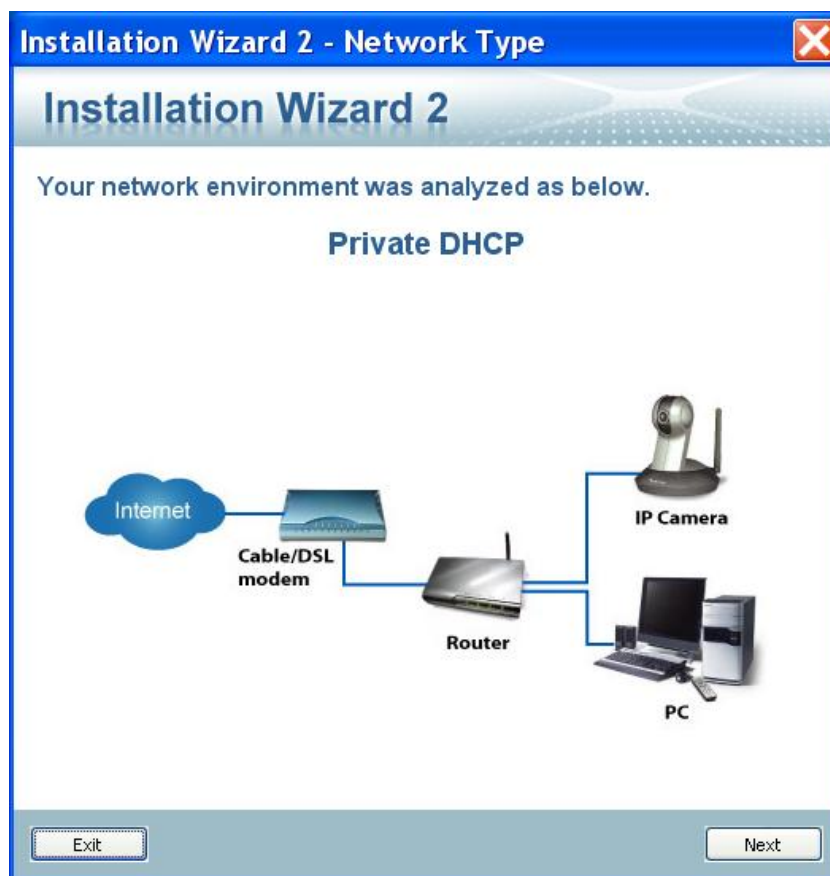 Installation Wizard 2 - Network Type
Installation Wizard 2
Your network environment was analyzed as below.
Private DHCP
Internet
Cable/DSL
modem
Router
IP Camera
PC
Exit
Next